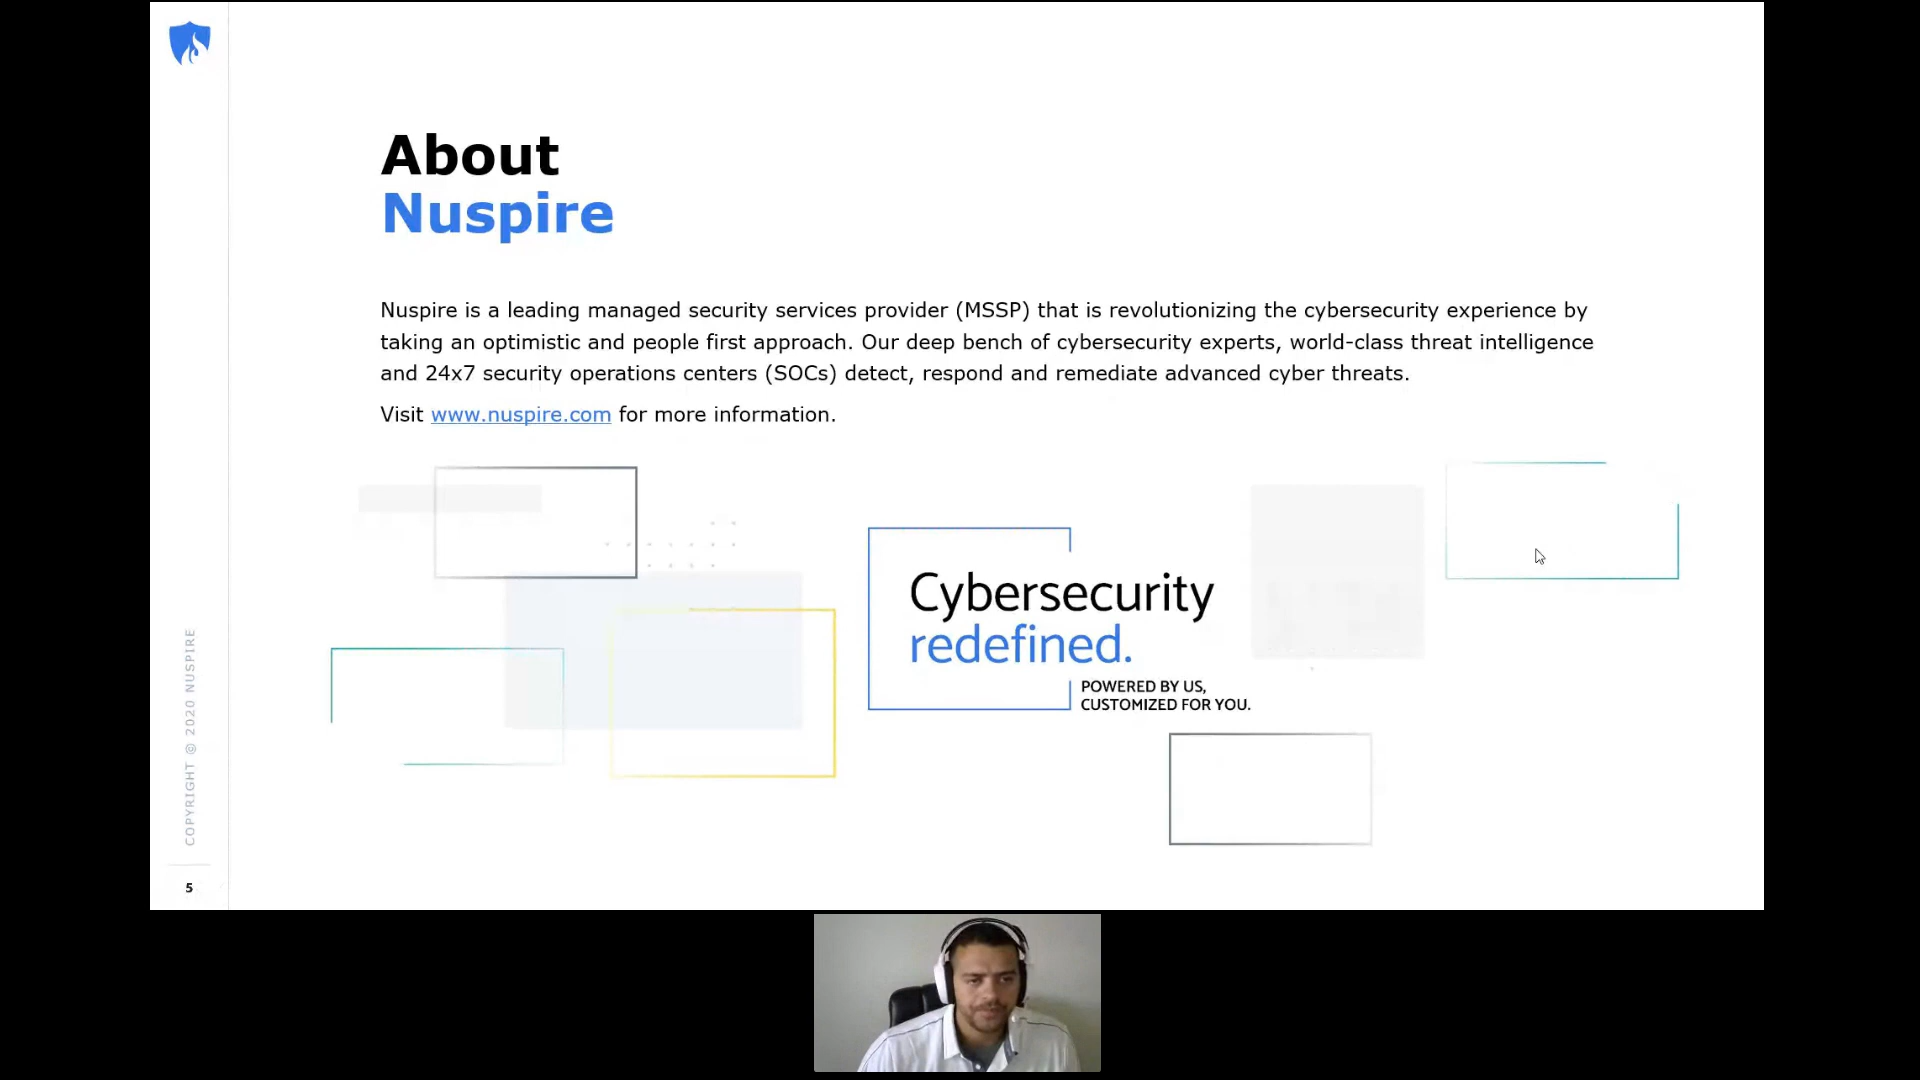 About
Nuspire
Nuspire is a leading managed security services provider (MSSP) that is revolutionizing the cybersecurity experience by
taking an optimistic and people first approach. Our deep bench of cybersecurity experts, world-class threat intelligence
and 24x7 security operations centers (SOCs) detect, respond and remediate advanced cyber threats.
Visit www.nuspire.com for more information.
Cybersecurity
redefined.
POWERED BY US,
CUSTOMIZED FOR YOU.
COPYRIGHT © 2020 NUSPIRE
5